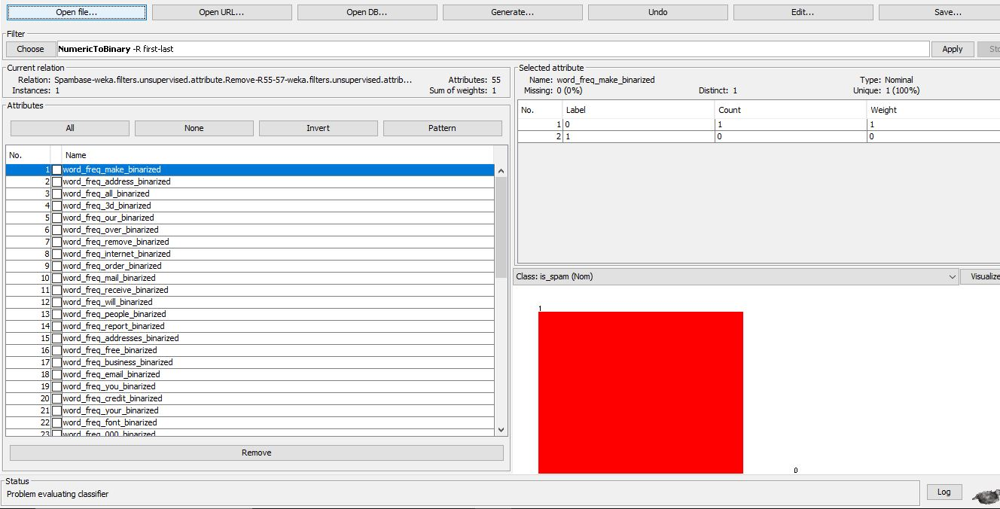 Open file... Open URL... Open DB... Generate... Undo Edit... Save...
Filter
Choose NumericToBinary -R first-last Apply
Current relation
Relation: Spambase-weka.filters.unsupervised.attribute.Remove-R55-57-weka.filters.unsupervised.attrib... Attributes: 55
Instances: 1 Sum of weights: 1
Attributes
All None Invert Pattern
No. Name
1 word_freq_make_binarized
2 word_freq_address_binarized
3 word_freq_all_binarized
4 word_freq_3d_binarized
5 word_freq_our_binarized
6 word_freq_over_binarized
7 word_freq_remove_binarized
8 word_freq_internet_binarized
9 word_freq_order_binarized
10 word_freq_mail_binarized
11 word_freq_receive_binarized
12 word_freq_will_binarized
13 word_freq_people_binarized
14 word_freq_report_binarized
15 word_freq_addresses_binarized
16 word_freq_free_binarized
17 word_freq_business_binarized
18 word_freq_email_binarized
19 word_freq_you_binarized
20 word_freq_credit_binarized
21 word_freq_your_binarized
22 word_freq_font_binarized
23 word_freq_000_binarized
Remove
Selected attribute
Name: word_freq_make_binarized Type: Nominal
Missing: 0 (0%) Distinct: 1 Unique: 1 (100%)
No. Label Count Weight
1 0 1 1
2 1 0 0
Class: is_spam (Nom) Visualize
1
0
Status
Problem evaluating classifier
Log